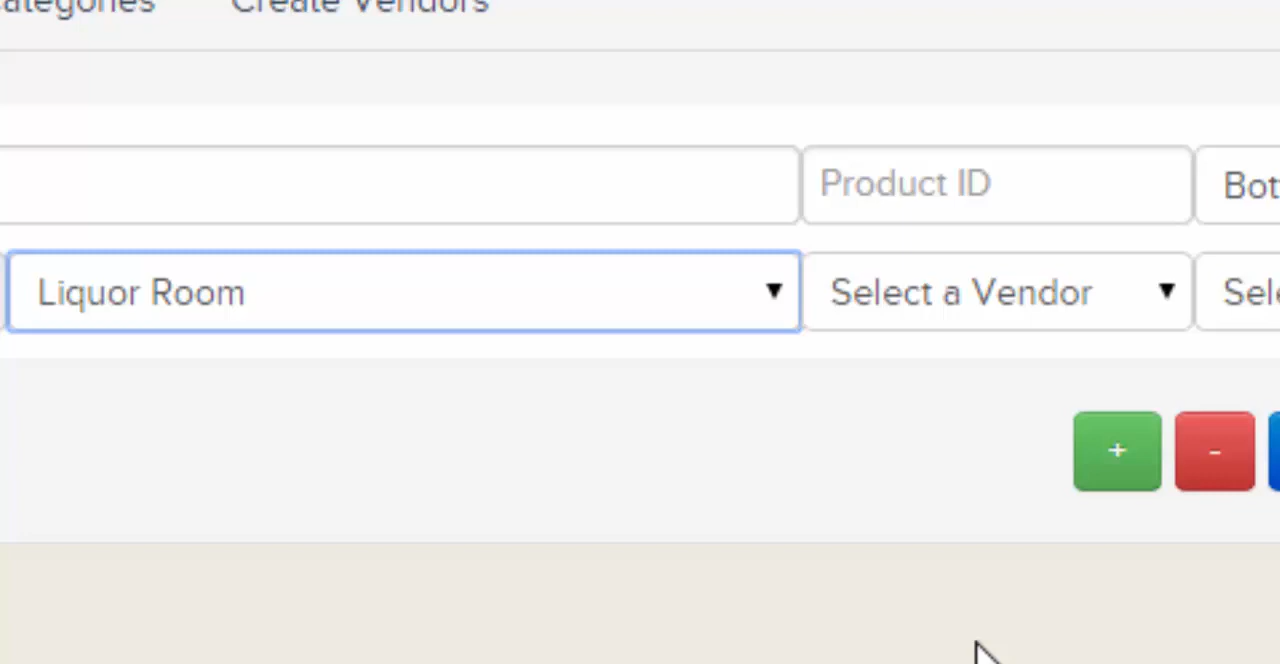 Create Vendors
Product ID
Liquor Room
Select a Vendor
+
-